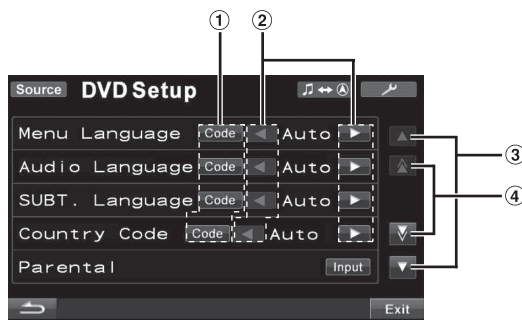 ① ②
Source DVD Setup
Menu Language Code Auto
Audio Language Code Auto
SUBT. Language Code Auto
Country Code Code Auto
Parental Input
Exit
③
④